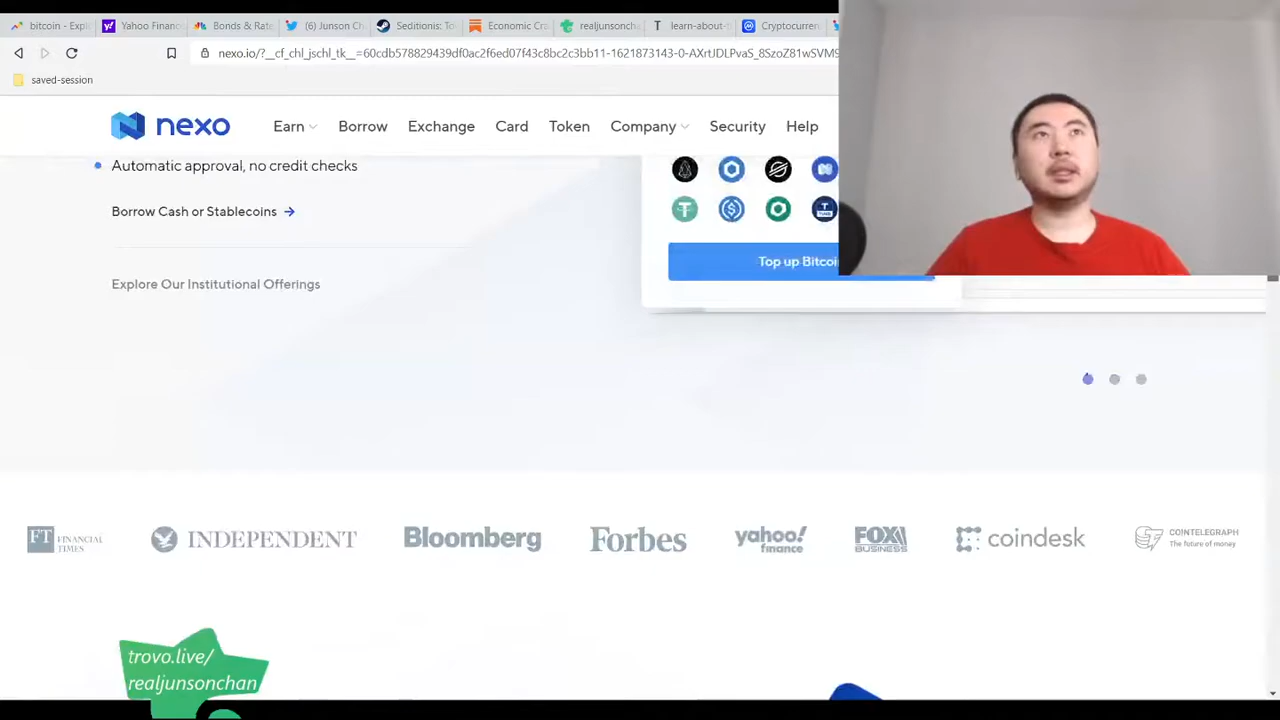 bitcoin - Expl
Yahoo Financ
Bonds & Rate
(6) Junson Ch
Seditionis: To
Economic Cra
realjunsonch
learn-about-t
Cryptocurren
nexo.io/?__cf_chl_jschl_tk__=60cdb578829439df0ac2f6ed07f43c8bc2c3bb11-1621873143-0-AXrtJDLPvaS_8SzoZ81wSVM9
saved-session
nexo
Earn
Borrow
Exchange
Card
Token
Company
Security
Help
Automatic approval, no credit checks
Borrow Cash or Stablecoins
Explore Our Institutional Offerings
Top up Bitcoi
FT FINANCIAL TIMES
INDEPENDENT
Bloomberg
Forbes
yahoo! finance
FOX BUSINESS
coindesk
COINTELEGRAPH
The future of money
trovo.live/
realjunsonchan